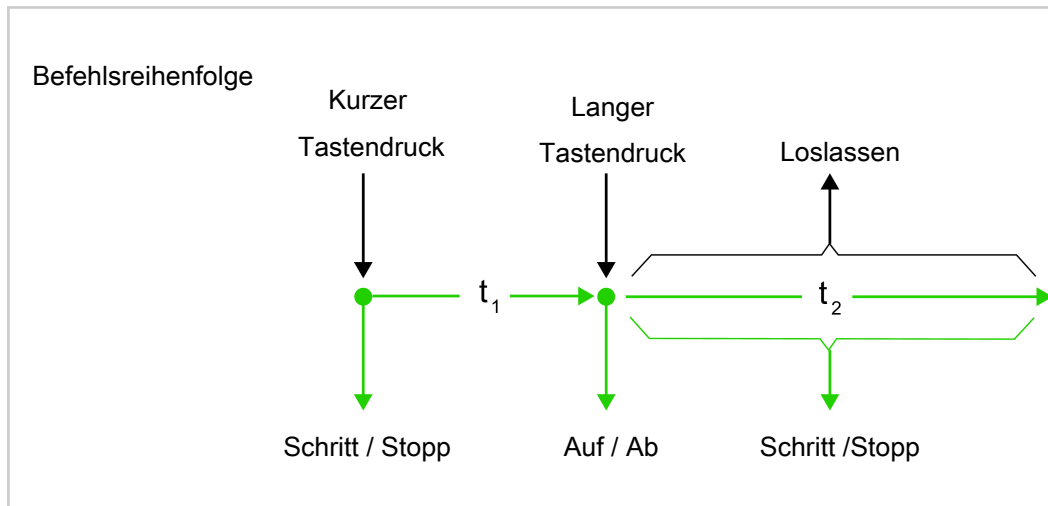 Befehlsreihenfolge
Kurzer
Tastendruck
Langer
Tastendruck
Loslassen
t1
t2
Schritt / Stopp
Auf / Ab
Schritt /Stopp